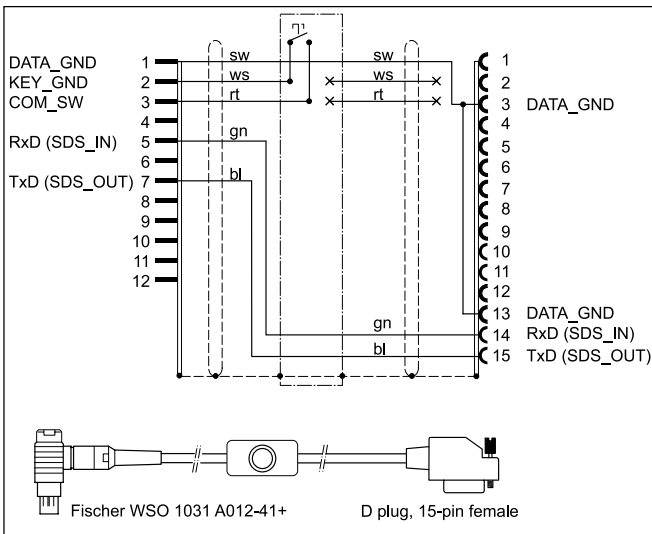 DATA_GND 1 sw sw 1
KEY_GND 2 ws ws 2
COM_SW 3 rt rt 3 DATA_GND
4 4
RxD (SDS_IN) 5 gn 5
6 6
TxD (SDS_OUT) 7 bl 7
8 8
9 9
10 10
11 11
12 12
13 DATA_GND
gn 14 RxD (SDS_IN)
bl 15 TxD (SDS_OUT)
Fischer WSO 1031 A012-41+ D plug, 15-pin female